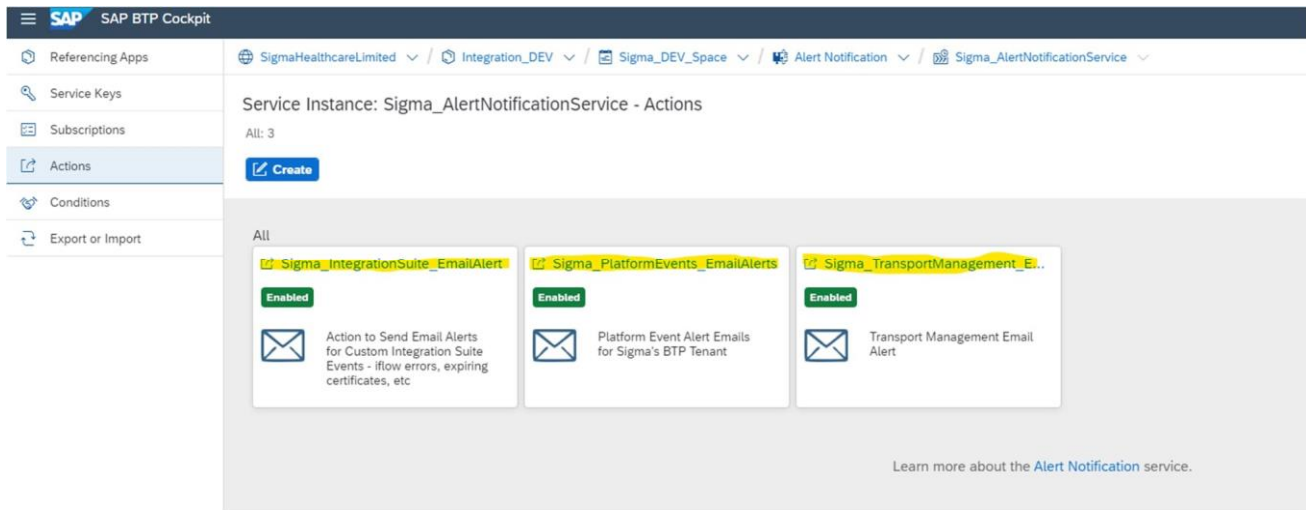 SAP SAP BTP Cockpit
Referencing Apps
Service Keys
Subscriptions
Actions
Conditions
Export or Import
SigmaHealthcareLimited / Integration_DEV / Sigma_DEV_Space / Alert Notification / Sigma_AlertNotificationService
Service Instance: Sigma_AlertNotificationService - Actions
All: 3
Create
All
Sigma_IntegrationSuite_EmailAlert
Enabled
Action to Send Email Alerts
for Custom Integration Suite
Events - iflow errors, expiring
certificates, etc
Sigma_PlatformEvents_EmailAlerts
Enabled
Platform Event Alert Emails
for Sigma's BTP Tenant
Sigma_TransportManagement_E...
Enabled
Transport Management Email
Alert
Learn more about the Alert Notification service.